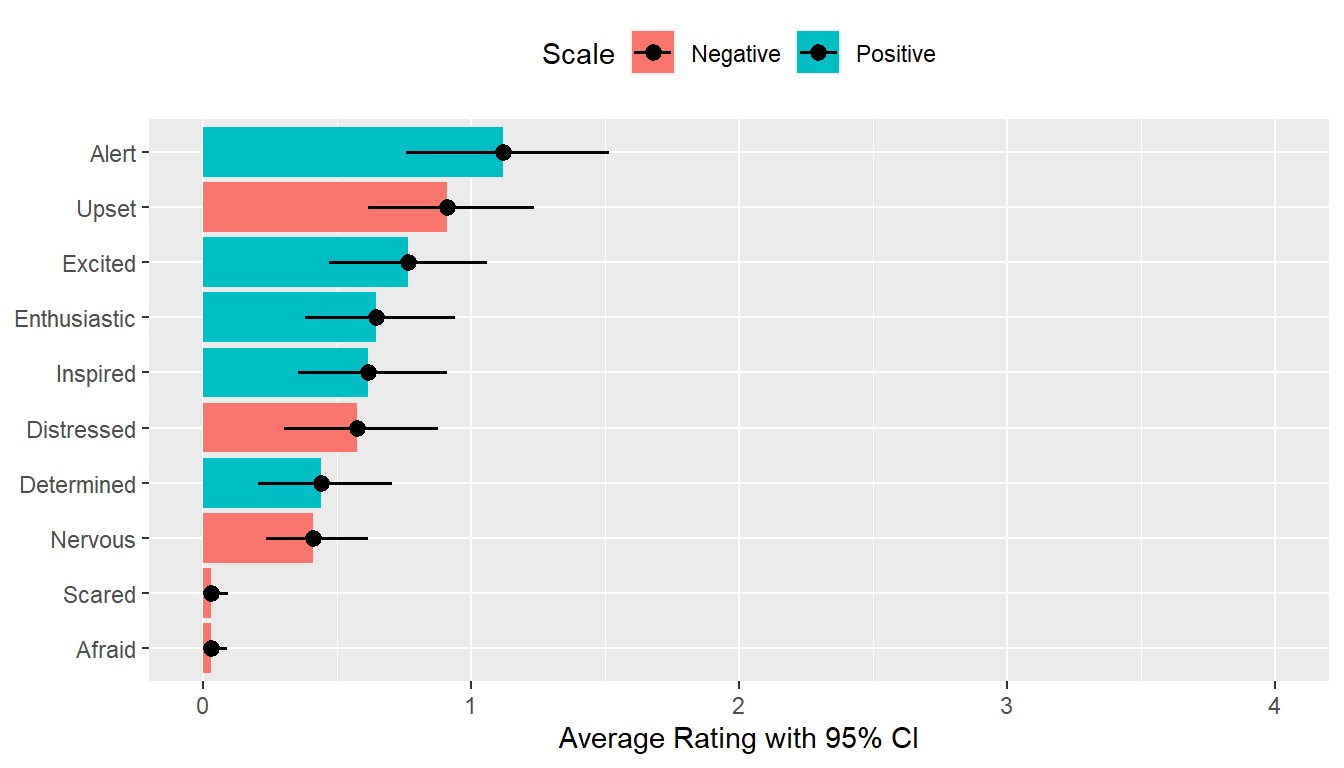 Scale Negative Positive
Alert
Upset
Excited
Enthusiastic
Inspired
Distressed
Determined
Nervous
Scared
Afraid
0 1 2 3 4
Average Rating with 95% CI